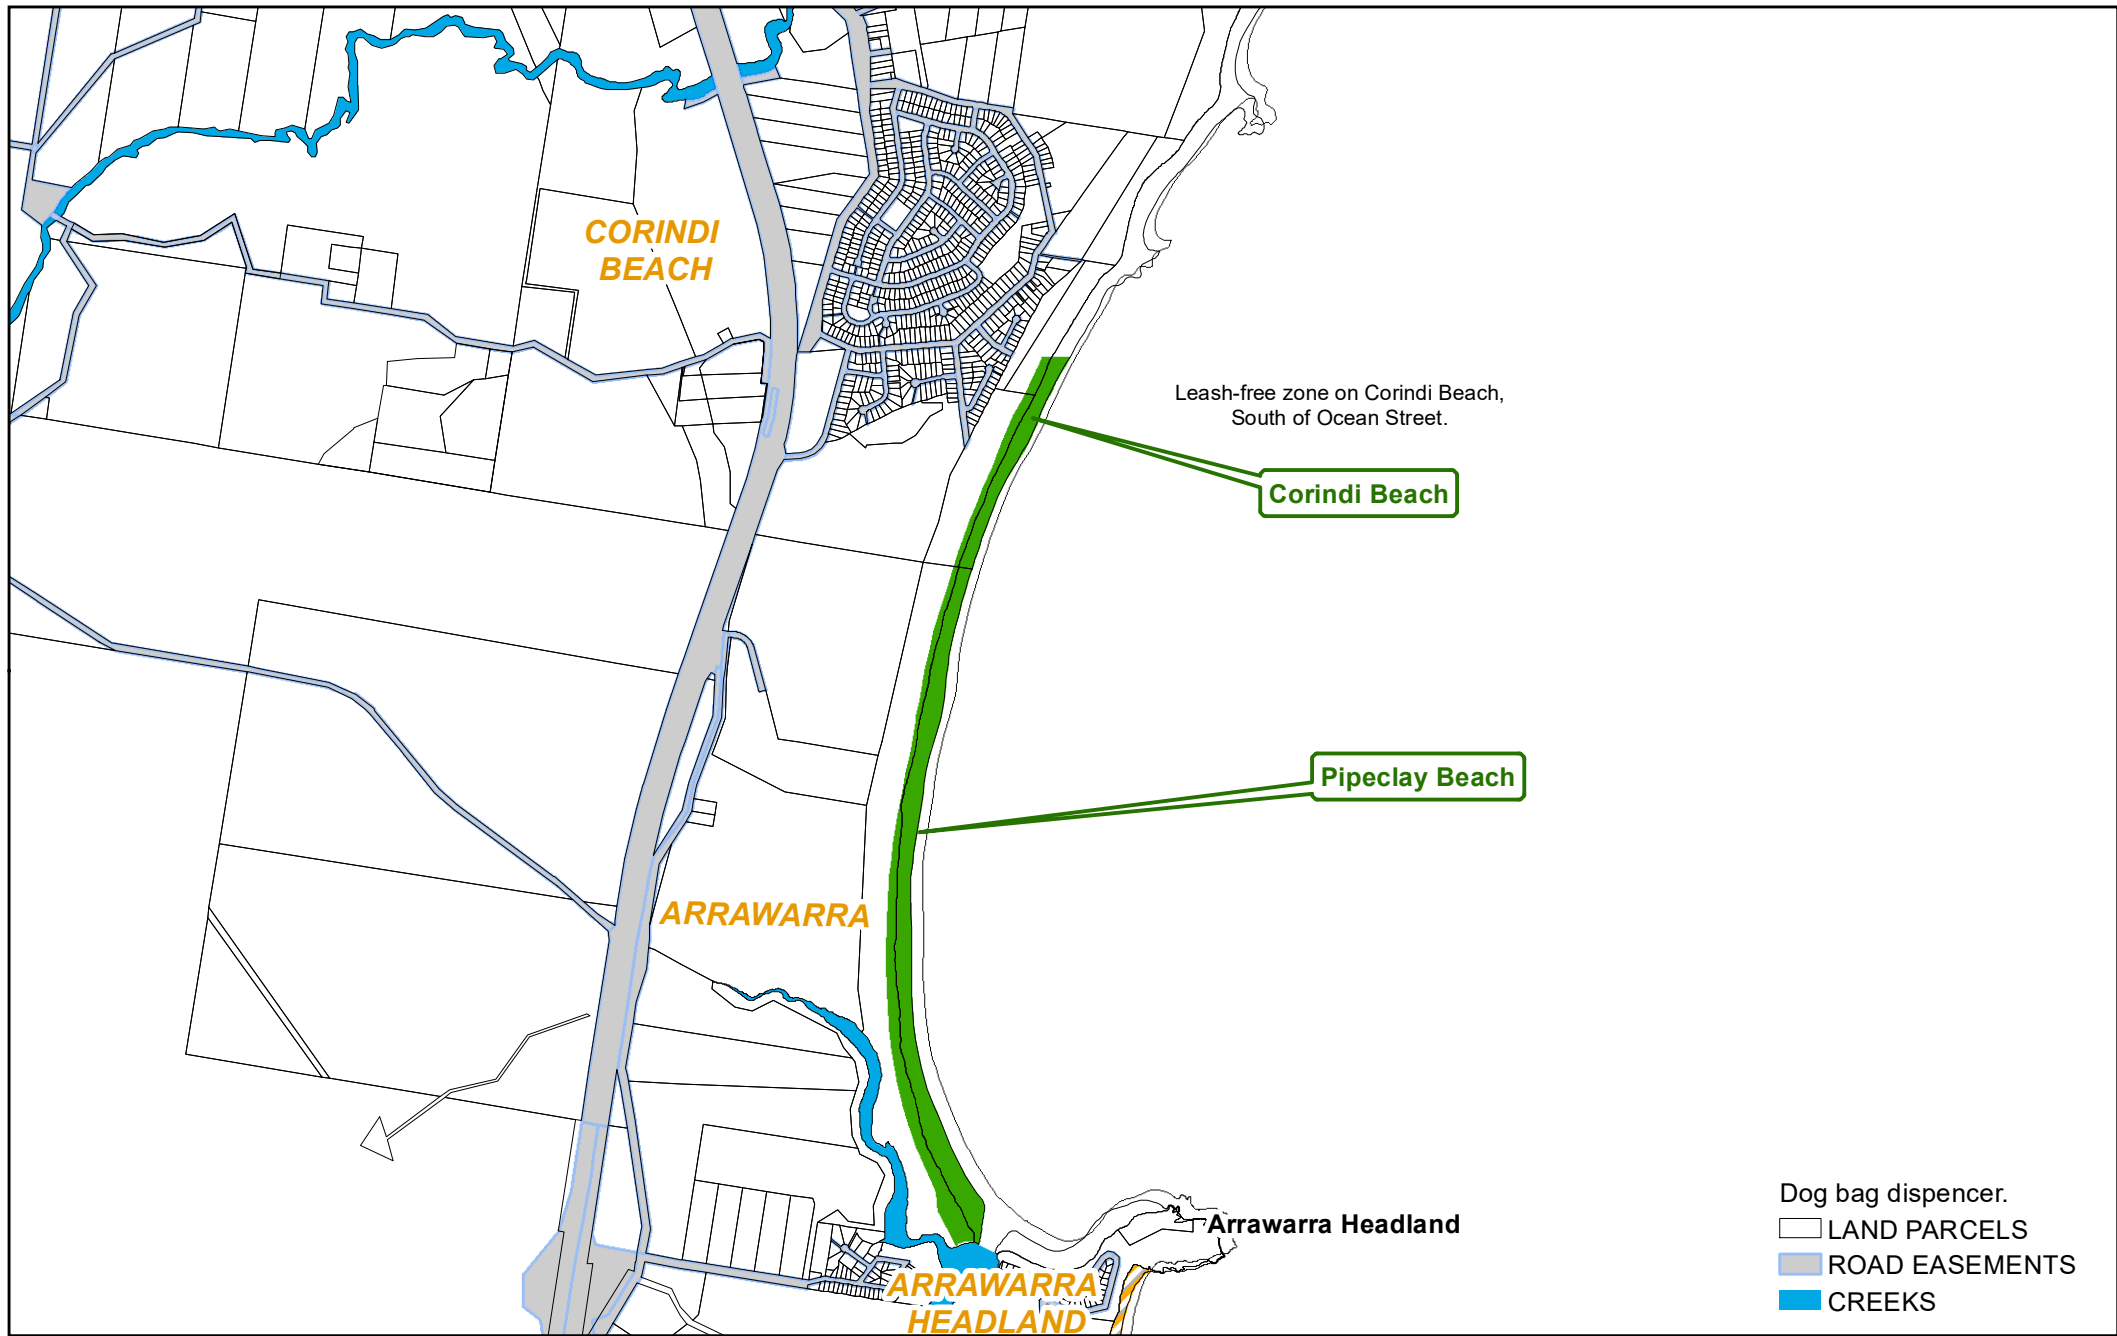 CORINDI
BEACH
Leash-free zone on Corindi Beach,
South of Ocean Street.
Corindi Beach
Pipeclay Beach
ARRAWARRA
Arrawarra Headland
ARRAWARRA
HEADLAND
Dog bag dispencer.
LAND PARCELS
ROAD EASEMENTS
CREEKS